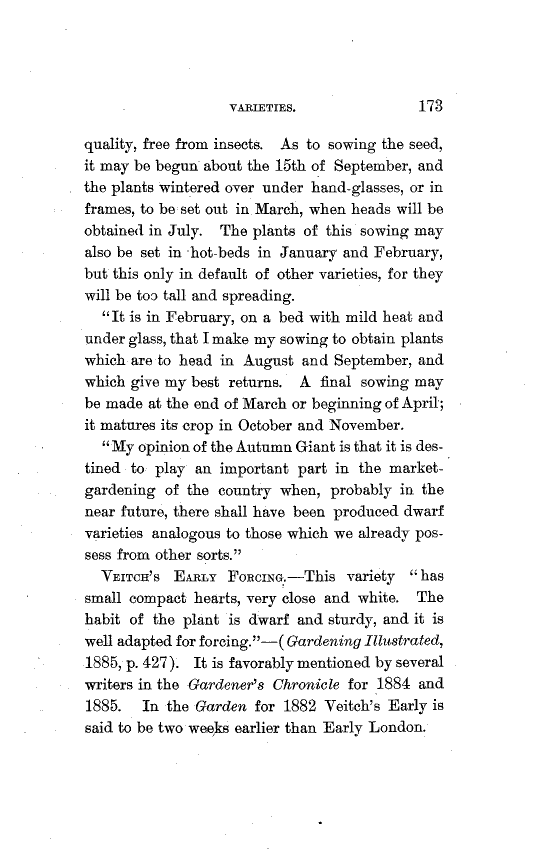 VARIETIES. 173
quality, free from insects. As to sowing the seed,
it may be begun about the 15th of September, and
the plants wintered over under hand-glasses, or in
frames, to be set out in March, when heads will be
obtained in July. The plants of this sowing may
also be set in hot-beds in January and February,
but this only in default of other varieties, for they
will be too tall and spreading.
"It is in February, on a bed with mild heat and
under glass, that I make my sowing to obtain plants
which are to head in August and September, and
which give my best returns. A final sowing may
be made at the end of March or beginning of April;
it matures its crop in October and November.
"My opinion of the Autumn Giant is that it is des-
tined to play an important part in the market-
gardening of the country when, probably in the
near future, there shall have been produced dwarf
varieties analogous to those which we already pos-
sess from other sorts."
VEITCH'S EARLY FORCING.—This variety "has
small compact hearts, very close and white. The
habit of the plant is dwarf and sturdy, and it is
well adapted for forcing."—(Gardening Illustrated,
1885, p. 427). It is favorably mentioned by several
writers in the Gardener's Chronicle for 1884 and
1885. In the Garden for 1882 Veitch's Early is
said to be two weeks earlier than Early London.